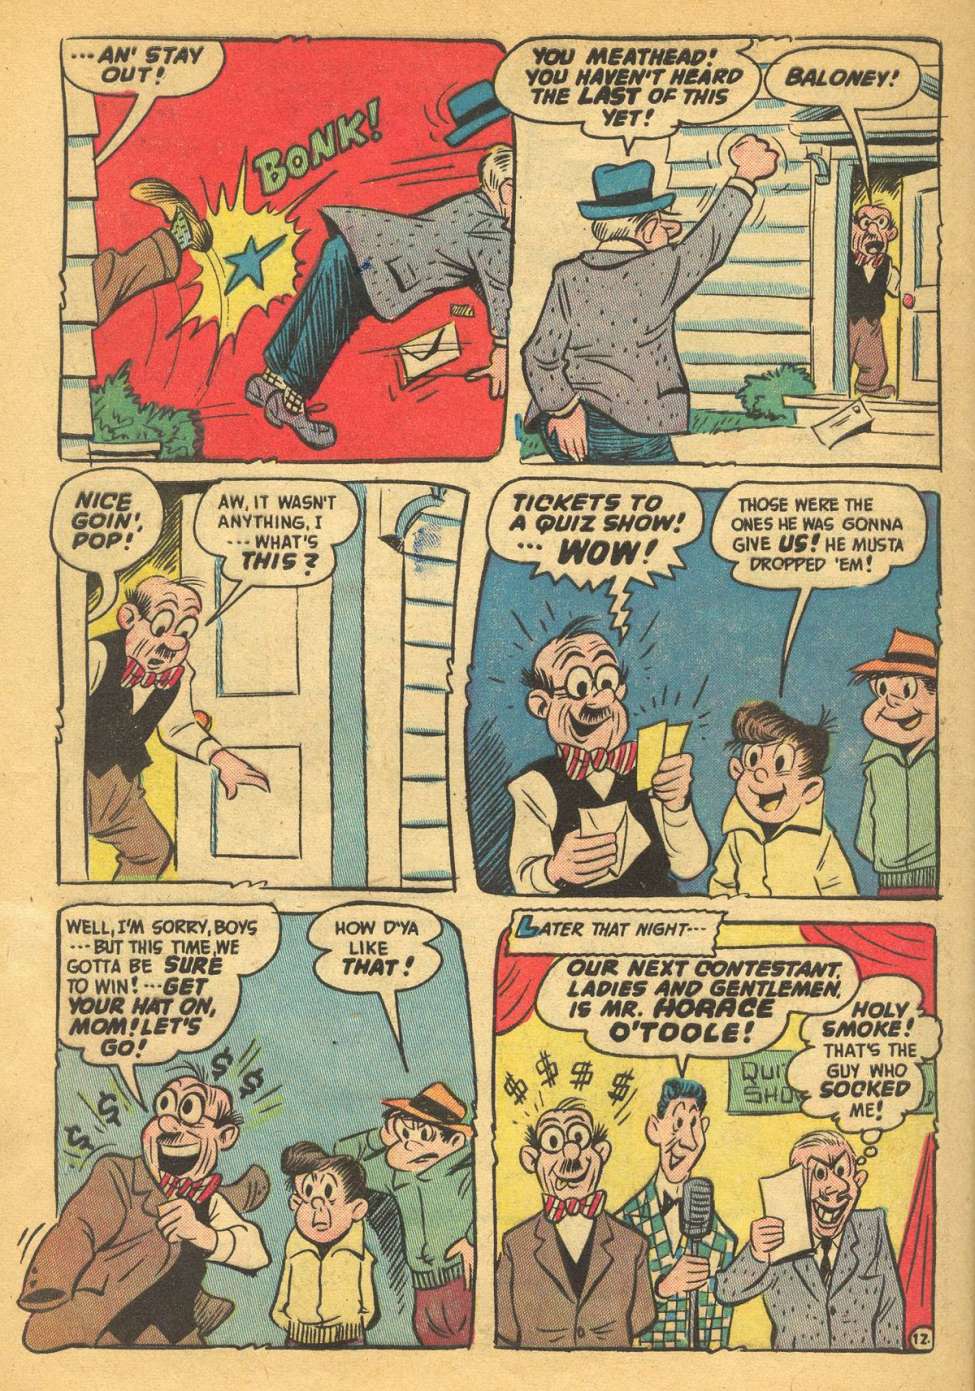 ...AN' STAY
OUT!
BONK!
YOU MEATHEAD!
YOU HAVEN'T HEARD
THE LAST OF THIS
YET!
BALONEY!
NICE
GOIN',
POP!
AW, IT WASN'T
ANYTHING, I
...WHAT'S
THIS?
TICKETS TO
A QUIZ SHOW!
... WOW!
THOSE WERE THE
ONES HE WAS GONNA
GIVE US! HE MUSTA
DROPPED 'EM!
WELL, I'M SORRY, BOYS
...BUT THIS TIME, WE
GOTTA BE SURE
TO WIN!...GET
YOUR HAT ON,
MOM! LET'S
GO!
HOW D'YA
LIKE
THAT!
$ $ $ $
LATER THAT NIGHT...
OUR NEXT CONTESTANT,
LADIES AND GENTLEMEN,
IS MR. HORACE
O'TOOLE!
HOLY
SMOKE!
THAT'S THE
GUY WHO
SOCKED
ME!
$ $ $ $
QUI
SHO
12.